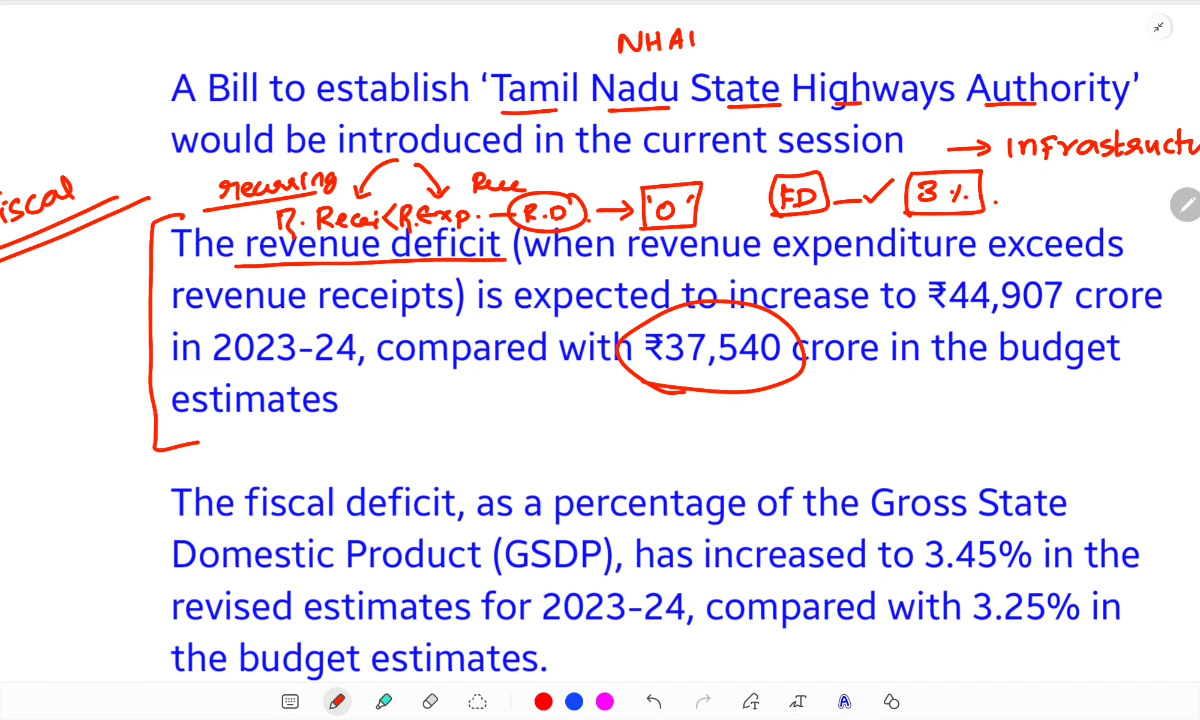 NHAI
A Bill to establish ‘Tamil Nadu State Highways Authority’
would be introduced in the current session → Infrastructu
iscal
recurring
R. Recei < R. Exp. – R.D → '0' FD – ✓ 3 %.
The revenue deficit (when revenue expenditure exceeds
revenue receipts) is expected to increase to ₹44,907 crore
in 2023-24, compared with ₹37,540 crore in the budget
estimates
The fiscal deficit, as a percentage of the Gross State
Domestic Product (GSDP), has increased to 3.45% in the
revised estimates for 2023-24, compared with 3.25% in
the budget estimates.